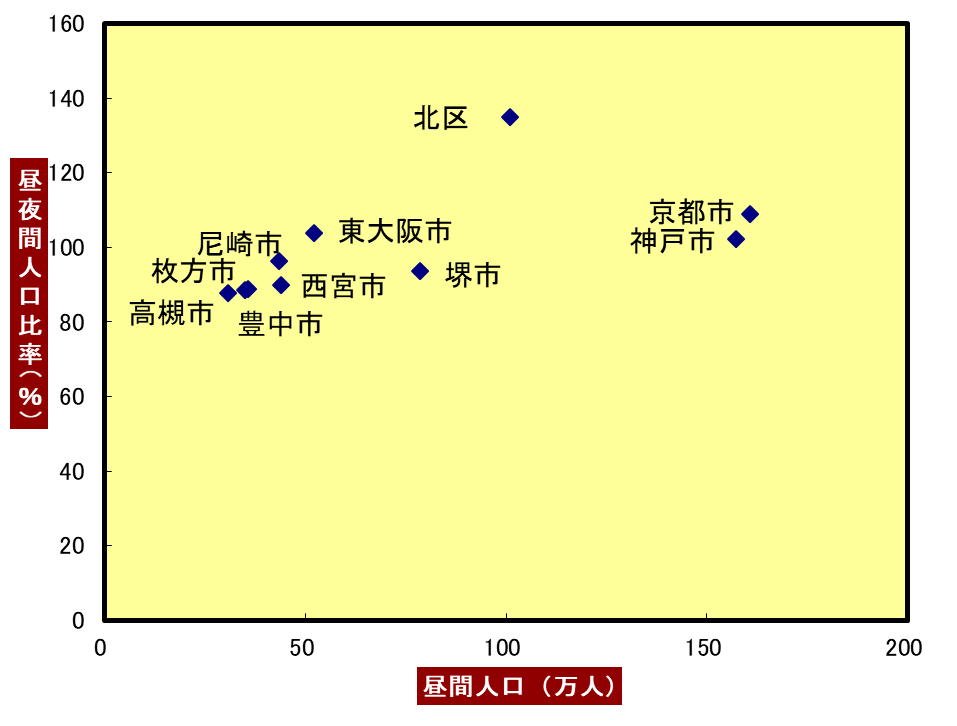 160
140
120
100
80
60
40
20
0
昼夜間人口比率（%）
北区
京都市
神戸市
東大阪市
尼崎市
枚方市
西宮市
堺市
高槻市
豊中市
0 50 100 150 200
昼間人口（万人）